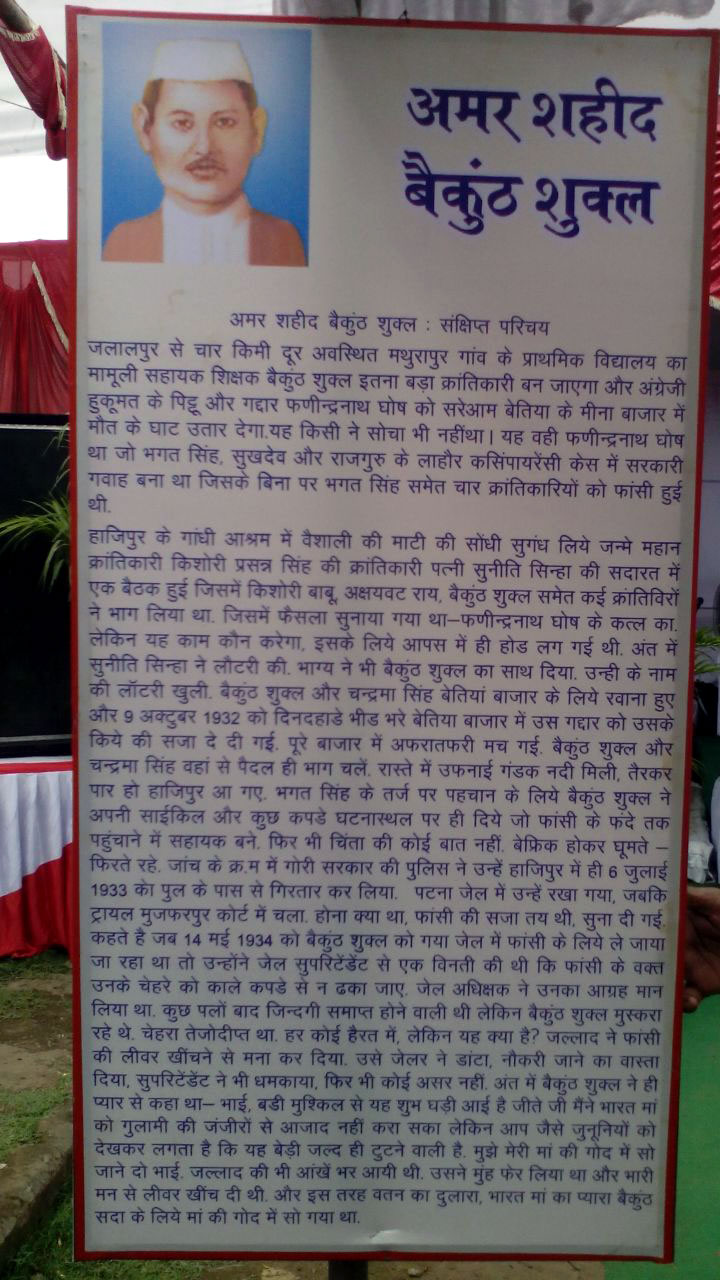 अमर शहीद
बैकुंठ शुक्ल
अमर शहीद बैकुंठ शुक्ल : संक्षिप्त परिचय
जलालपुर से चार किमी दूर अवस्थित मथुरापुर गांव के प्राथमिक विद्यालय का
मामूली सहायक शिक्षक बैकुंठ शुक्ल इतना बड़ा क्रांतिकारी बन जाएगा और अंग्रेजी
हुकूमत के पिट्ठू और गद्दार फणीन्द्रनाथ घोष को सरेआम बेतिया के मीना बाजार में
मौत के घाट उतार देगा.यह किसी ने सोचा भी नहींथा। यह वही फणीन्द्रनाथ घोष
था जो भगत सिंह, सुखदेव और राजगुरु के लाहौर कसिंपायरेंसी केस में सरकारी
गवाह बना था जिसके बिना पर भगत सिंह समेत चार क्रांतिकारियों को फांसी हुई
थी.
हाजिपुर के गांधी आश्रम में वैशाली की माटी की सोंधी सुगंध लिये जन्मे महान
क्रांतिकारी किशोरी प्रसन्न सिंह की क्रांतिकारी पत्नी सुनीति सिन्हा की सदारत में
एक बैठक हुई जिसमें किशोरी बाबू, अक्षयवट राय, बैकुंठ शुक्ल समेत कई क्रांतिविरों
ने भाग लिया था. जिसमें फैसला सुनाया गया था–फणीन्द्रनाथ घोष के कत्ल का.
लेकिन यह काम कौन करेगा, इसके लिये आपस में ही होड लग गई थी. अंत में
सुनीति सिन्हा ने लौटरी की. भाग्य ने भी बैकुंठ शुक्ल का साथ दिया. उन्ही के नाम
की लॉटरी खुली. बैकुंठ शुक्ल और चन्द्रमा सिंह बेतियां बाजार के लिये रवाना हुए
और 9 अक्टुबर 1932 को दिनदहाडे भीड भरे बेतिया बाजार में उस गद्दार को उसके
किये की सजा दे दी गई. पूरे बाजार में अफरातफरी मच गई. बैकुंठ शुक्ल और
चन्द्रमा सिंह वहां से पैदल ही भाग चलें. रास्ते में उफनाई गंडक नदी मिली, तैरकर
पार हो हाजिपुर आ गए. भगत सिंह के तर्ज पर पहचान के लिये बैकुंठ शुक्ल ने
अपनी साईकिल और कुछ कपडे घटनास्थल पर ही दिये जो फांसी के फंदे तक
पहुंचाने में सहायक बने. फिर भी चिंता की कोई बात नहीं. बेफ्रिक होकर घूमते –
फिरते रहे. जांच के क्र.म में गोरी सरकार की पुलिस ने उन्हें हाजिपुर में ही 6 जुलाई
1933 केा पुल के पास से गिरतार कर लिया. पटना जेल में उन्हें रखा गया, जबकि
ट्रायल मुजफरपुर कोर्ट में चला. होना क्या था, फांसी की सजा तय थी, सुना दी गई.
कहते है जब 14 मई 1934 को बैकुंठ शुक्ल को गया जेल में फांसी के लिये ले जाया
जा रहा था तो उन्होंने जेल सुपरिटेंडेंट से एक विनती की थी कि फांसी के वक्त
उनके चेहरे को काले कपडे से न ढका जाए. जेल अधिक्षक ने उनका आग्रह मान
लिया था. कुछ पलों बाद जिन्दगी समाप्त होने वाली थी लेकिन बैकुंठ शुक्ल मुस्करा
रहे थे. चेहरा तेजोदीप्त था. हर कोई हैरत में, लेकिन यह क्या है? जल्लाद ने फांसी
की लीवर खींचने से मना कर दिया. उसे जेलर ने डांटा, नौकरी जाने का वास्ता
दिया, सुपरिटेंडेंट ने भी धमकाया, फिर भी कोई असर नहीं. अंत में बैकुंठ शुक्ल ने ही
प्यार से कहा था– भाई, बडी मुश्किल से यह शुभ घड़ी आई है जीते जी मैंने भारत मां
को गुलामी की जंजीरों से आजाद नहीं करा सका लेकिन आप जैसे जुनूनियों को
देखकर लगता है कि यह बेड़ी जल्द ही टुटने वाली है. मुझे मेरी मां की गोद में सो
जाने दो भाई. जल्लाद की भी आंखें भर आयी थी. उसने मुंह फेर लिया था और भारी
मन से लीवर खींच दी थी. और इस तरह वतन का दुलारा, भारत मां का प्यारा बैकुंठ
सदा के लिये मां की गोद में सो गया था.